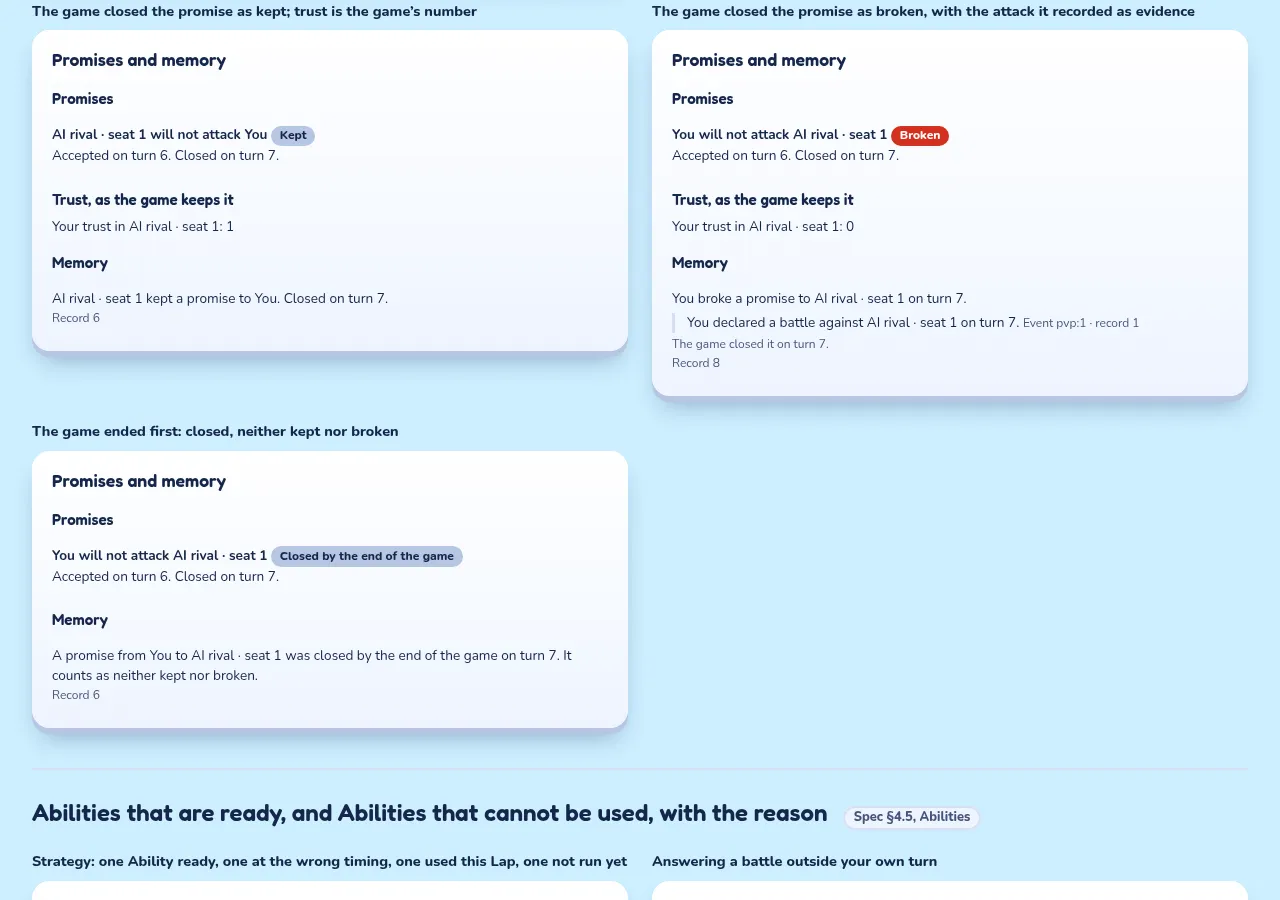 The game closed the promise as kept; trust is the game’s number
Promises and memory
Promises
AI rival · seat 1 will not attack You Kept
Accepted on turn 6. Closed on turn 7.
Trust, as the game keeps it
Your trust in AI rival · seat 1: 1
Memory
AI rival · seat 1 kept a promise to You. Closed on turn 7.
Record 6
The game closed the promise as broken, with the attack it recorded as evidence
Promises and memory
Promises
You will not attack AI rival · seat 1 Broken
Accepted on turn 6. Closed on turn 7.
Trust, as the game keeps it
Your trust in AI rival · seat 1: 0
Memory
You broke a promise to AI rival · seat 1 on turn 7.
You declared a battle against AI rival · seat 1 on turn 7. Event pvp:1 · record 1
The game closed it on turn 7.
Record 8
The game ended first: closed, neither kept nor broken
Promises and memory
Promises
You will not attack AI rival · seat 1 Closed by the end of the game
Accepted on turn 6. Closed on turn 7.
Memory
A promise from You to AI rival · seat 1 was closed by the end of the game on turn 7. It
counts as neither kept nor broken.
Record 6
Abilities that are ready, and Abilities that cannot be used, with the reason Spec §4.5, Abilities
Strategy: one Ability ready, one at the wrong timing, one used this Lap, one not run yet
Answering a battle outside your own turn